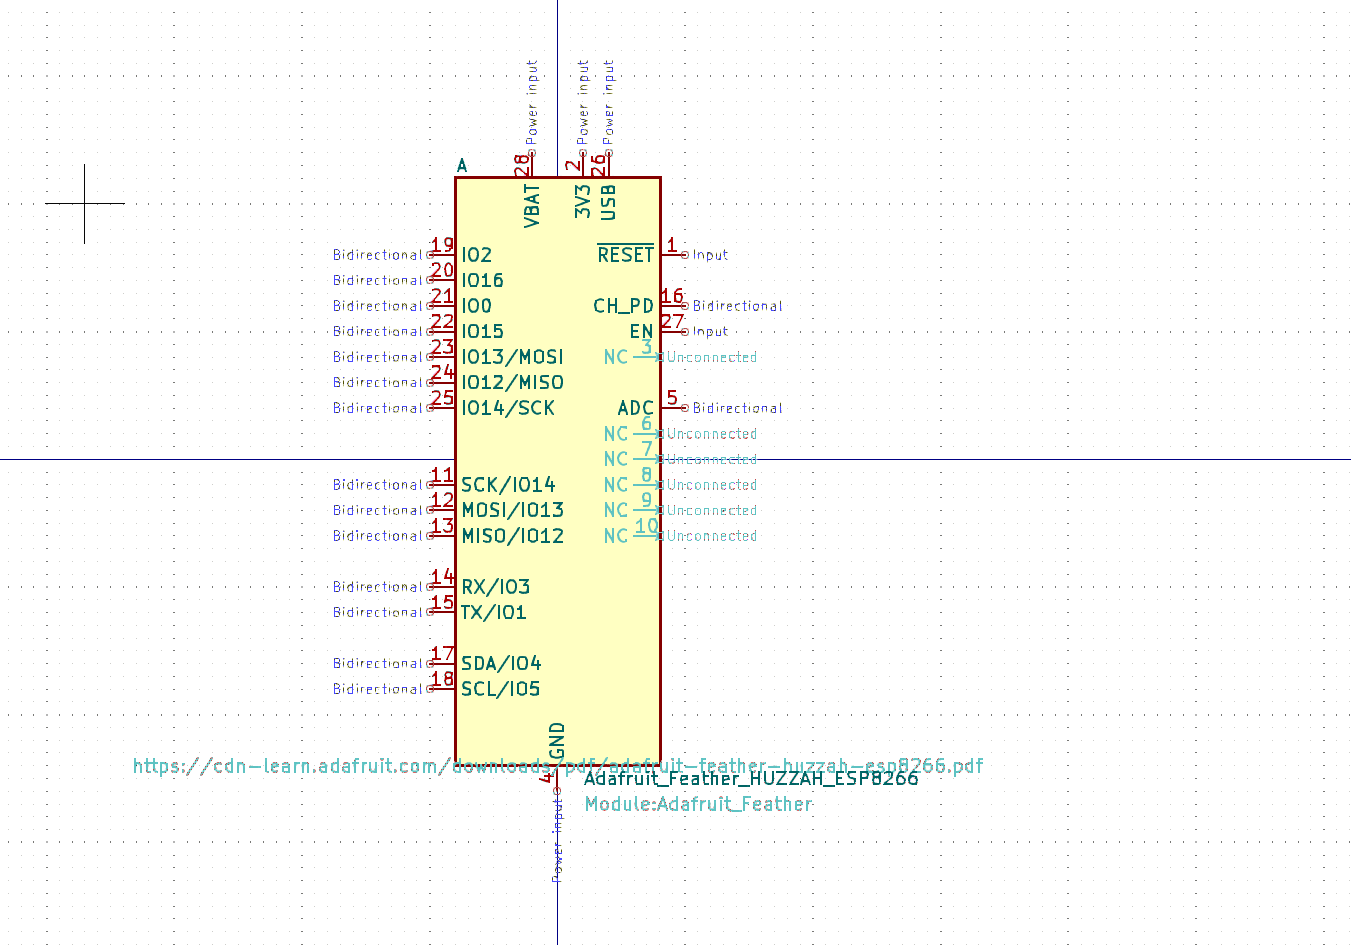 Power input
Power input
Power input
28
2
26
A
VBAT
3V3
USB
Bidirectional 19 IO2
RESET 1 Input
Bidirectional 20 IO16
Bidirectional 21 IO0
CH_PD 16 Bidirectional
Bidirectional 22 IO15
EN 27 Input
Bidirectional 23 IO13/MOSI
NC 3 Unconnected
Bidirectional 24 IO12/MISO
Bidirectional 25 IO14/SCK
ADC 5 Bidirectional
NC 6 Unconnected
NC 7 Unconnected
Bidirectional 11 SCK/IO14
NC 8 Unconnected
Bidirectional 12 MOSI/IO13
NC 9 Unconnected
Bidirectional 13 MISO/IO12
NC 10 Unconnected
Bidirectional 14 RX/IO3
Bidirectional 15 TX/IO1
Bidirectional 17 SDA/IO4
Bidirectional 18 SCL/IO5
GND
https://cdn-learn.adafruit.com/downloads/pdf/adafruit-feather-huzzah-esp8266.pdf
4
Adafruit_Feather_HUZZAH_ESP8266
Module:Adafruit_Feather
Power input